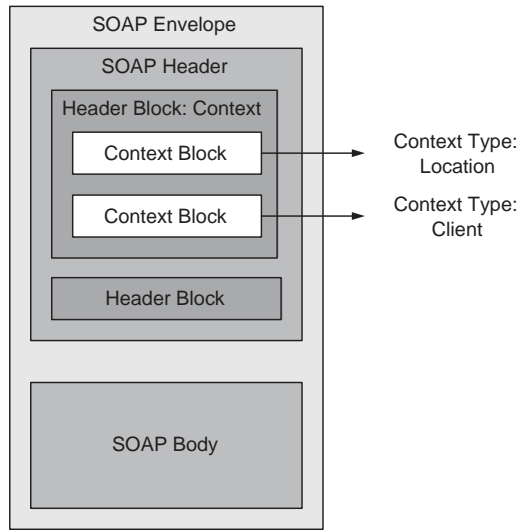 SOAP Envelope
SOAP Header
Header Block: Context
Context Block
Context Type:
Location
Context Block
Context Type:
Client
Header Block
SOAP Body